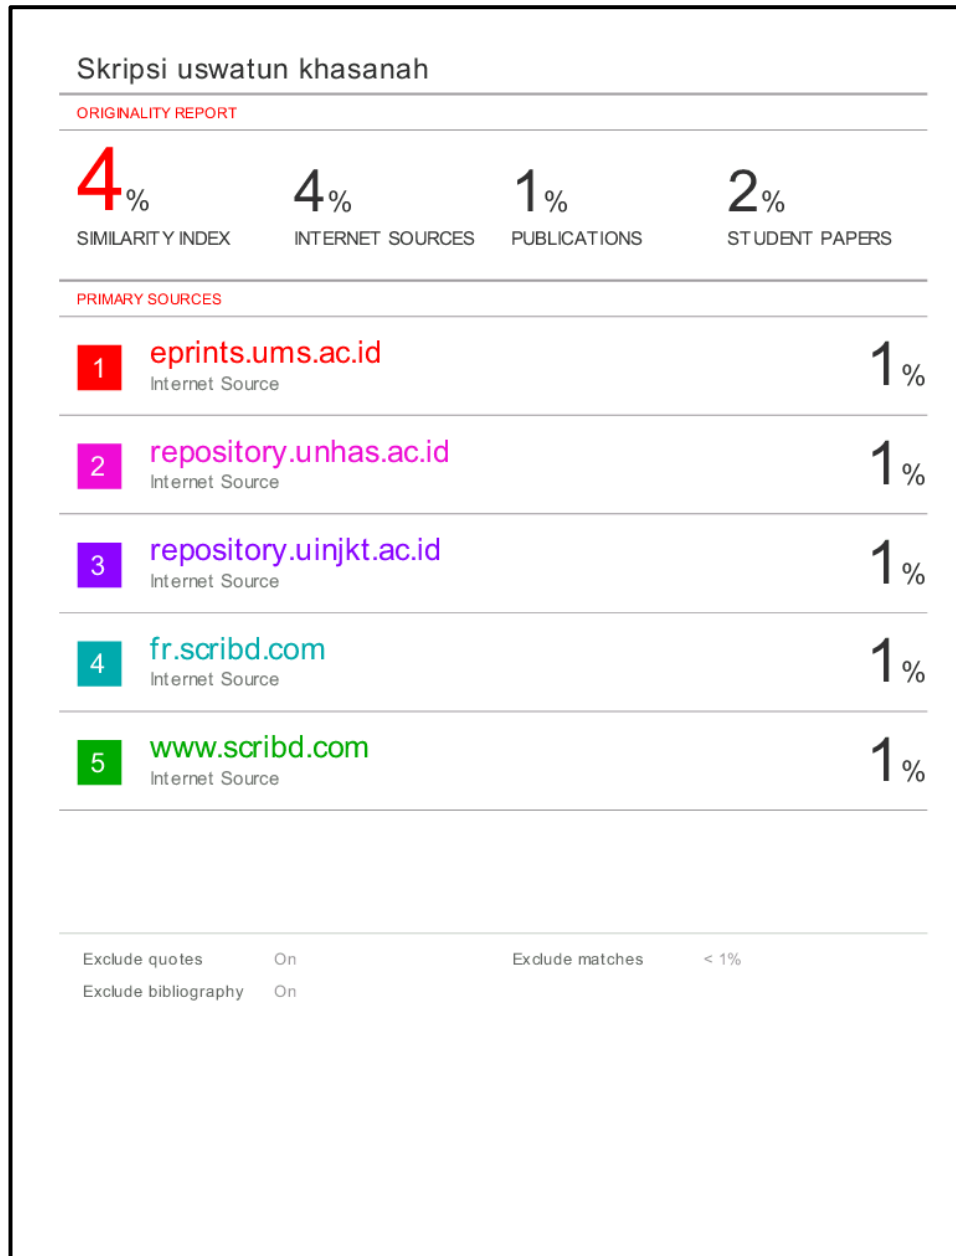 Skripsi uswatun khasanah
ORIGINALITY REPORT
4% 4% 1% 2%
SIMILARITY INDEX INTERNET SOURCES PUBLICATIONS STUDENT PAPERS
PRIMARY SOURCES
1 eprints.ums.ac.id 1%
Internet Source
2 repository.unhas.ac.id 1%
Internet Source
3 repository.uinjkt.ac.id 1%
Internet Source
4 fr.scribd.com 1%
Internet Source
5 www.scribd.com 1%
Internet Source
Exclude quotes On Exclude matches < 1%
Exclude bibliography On